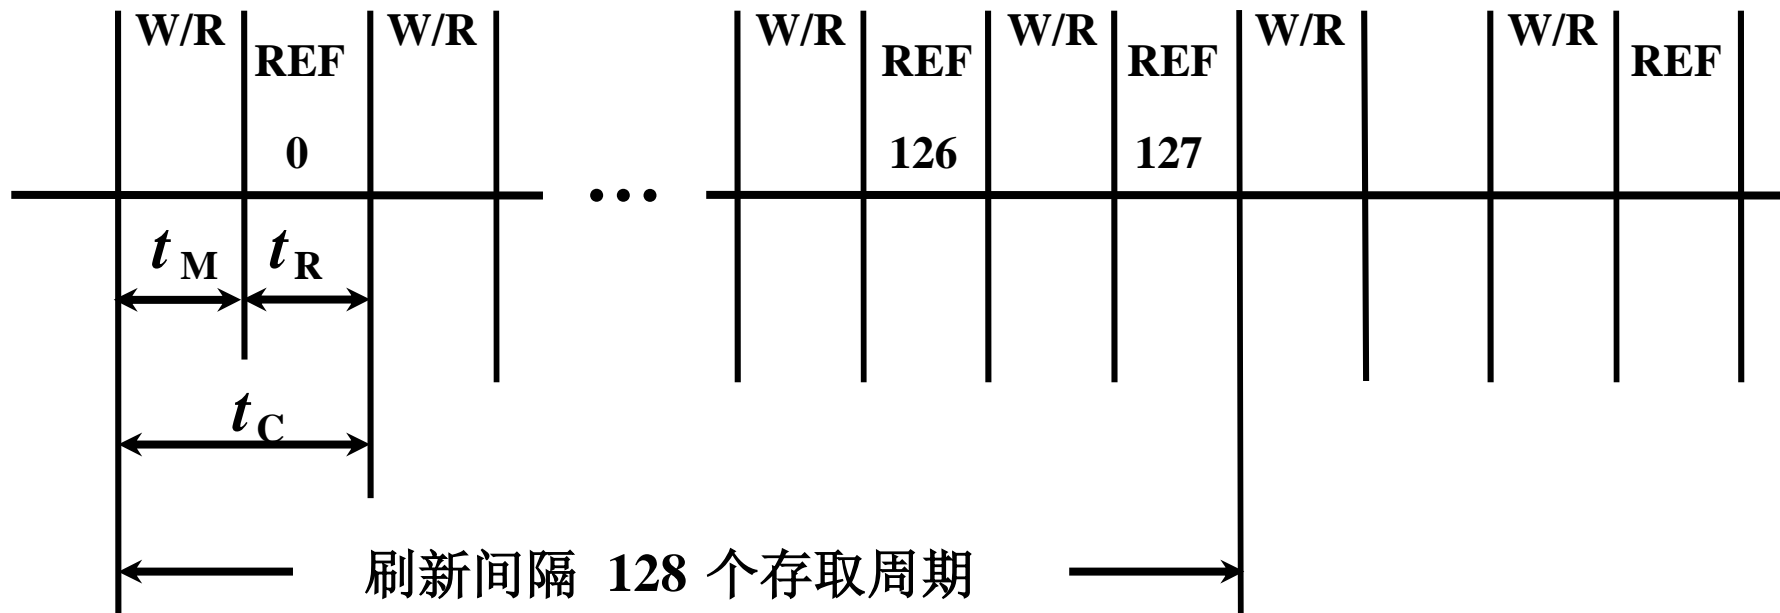 W/R W/R W/R W/R W/R W/R
REF REF REF REF
0 126 127
...
t M t R
t C
刷新间隔 128 个存取周期